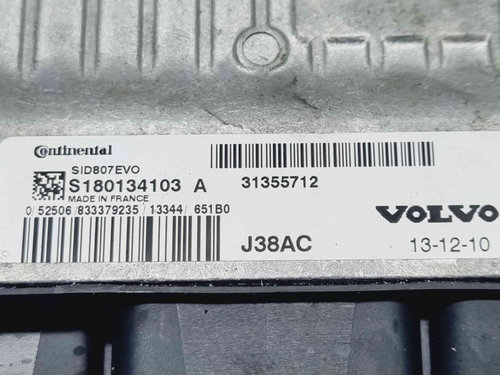 Continental
SID807EVO
S180134103 A
MADE IN FRANCE
0 52506/833379235/13344/651B0
31355712
VOLVO
J38AC
13-12-10